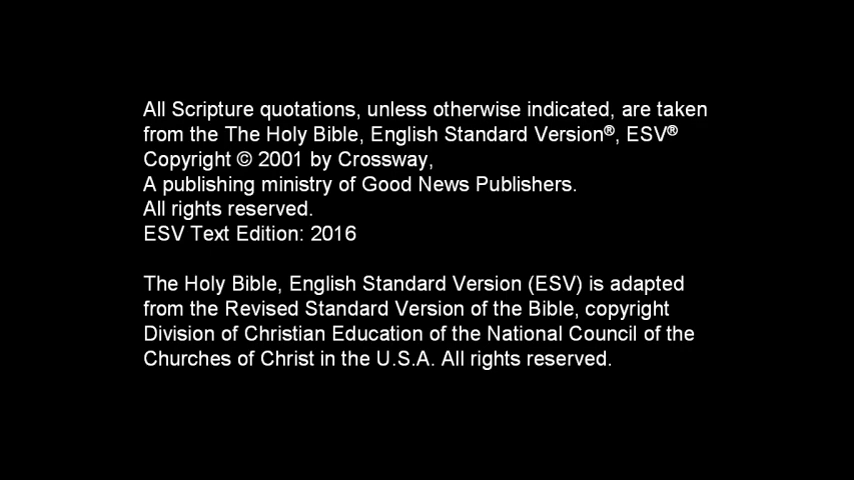 All Scripture quotations, unless otherwise indicated, are taken
from the The Holy Bible, English Standard Version®, ESV®
Copyright © 2001 by Crossway,
A publishing ministry of Good News Publishers.
All rights reserved.
ESV Text Edition: 2016
The Holy Bible, English Standard Version (ESV) is adapted
from the Revised Standard Version of the Bible, copyright
Division of Christian Education of the National Council of the
Churches of Christ in the U.S.A. All rights reserved.